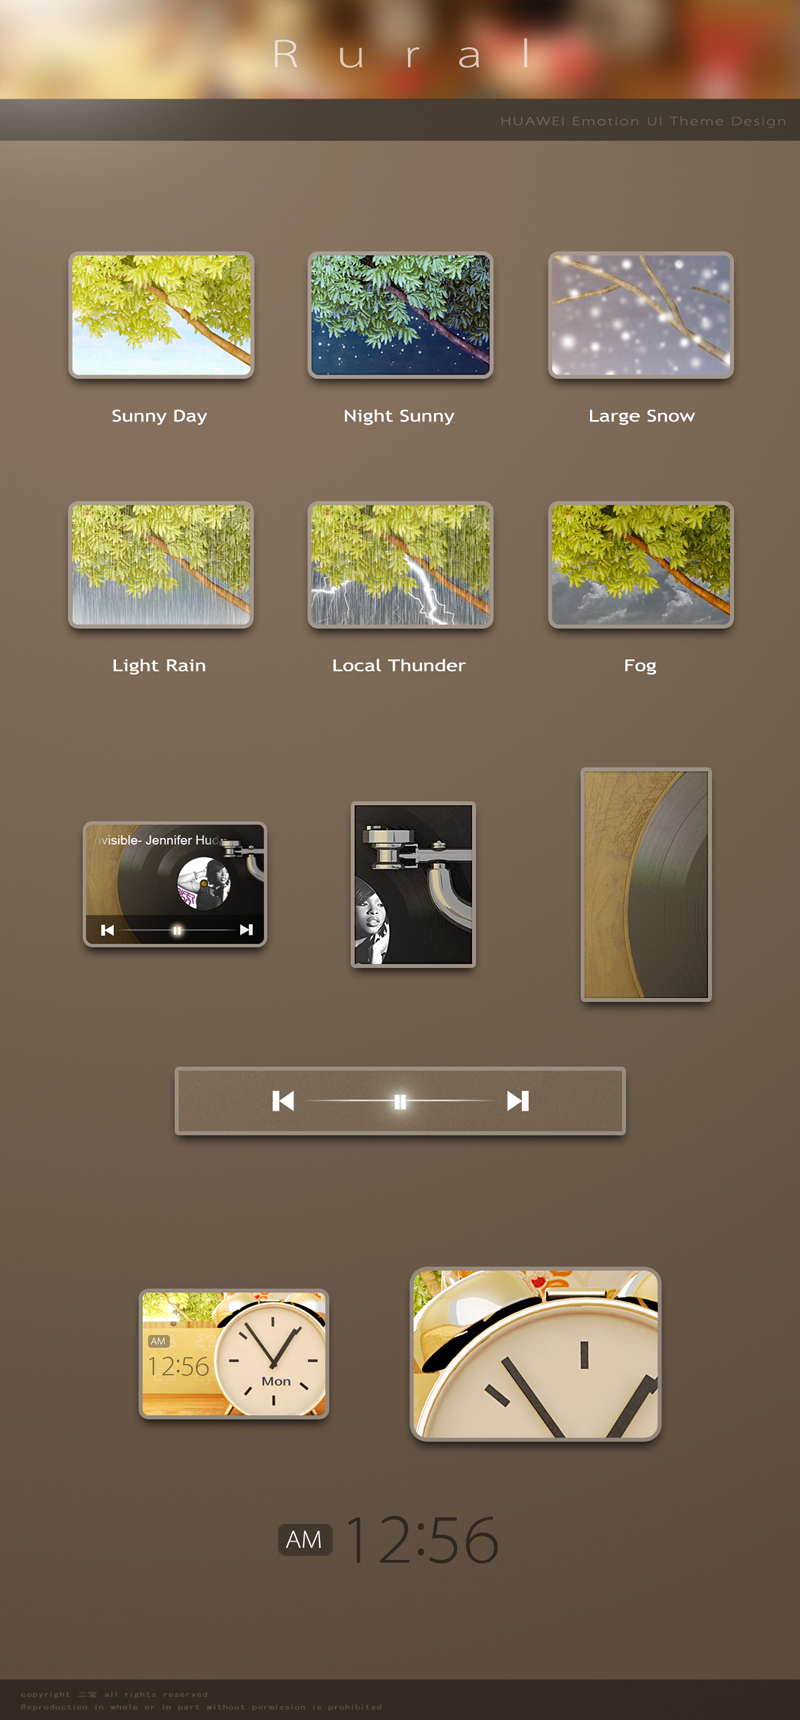 Rural
HUAWEI Emotion UI Theme Design
Sunny Day
Night Sunny
Large Snow
Light Rain
Local Thunder
Fog
nvisible- Jennifer Hud
AM
12:56
Mon
AM 12:56
copyright 二宝 all rights reserved
Reproduction in whole or in part without permission is prohibited